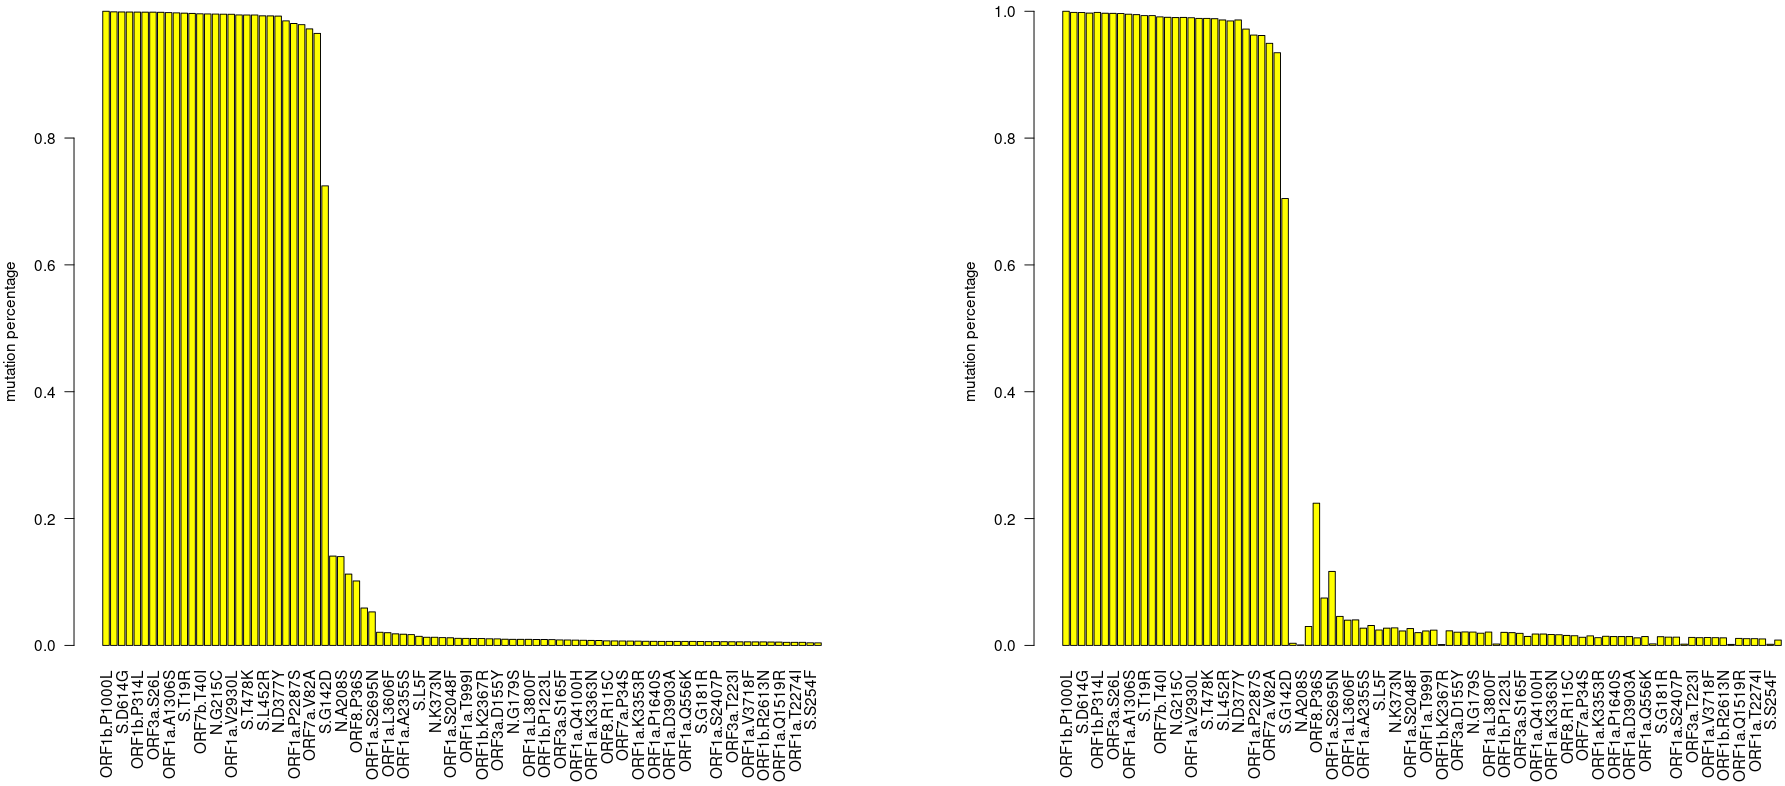 mutation percentage
0.8
0.6
0.4
0.2
0.0
ORF1b.P1000L
S.D614G
ORF1b.P314L
ORF3a.S26L
ORF1a.A1306S
S.T19R
ORF7b.T40I
N.G215C
ORF1a.V2930L
S.T478K
S.L452R
N.D377Y
ORF1a.P2287S
ORF7a.V82A
S.G142D
N.A208S
ORF8.P36S
ORF1a.S2695N
ORF1a.L3606F
ORF1a.A2355S
S.L5F
N.K373N
ORF1a.S2048F
ORF1a.T999I
ORF1b.K2367R
ORF3a.D155Y
N.G179S
ORF1a.L3800F
ORF1b.P1223L
ORF3a.S165F
ORF1a.Q4100H
ORF1a.K3363N
ORF8.R115C
ORF7a.P34S
ORF1a.K3353R
ORF1a.P1640S
ORF1a.D3903A
ORF1a.Q556K
S.G181R
ORF1a.S2407P
ORF3a.T223I
ORF1a.V3718F
ORF1b.R2613N
ORF1a.Q1519R
ORF1a.T2274I
S.S254F
mutation percentage
1.0
0.8
0.6
0.4
0.2
0.0
ORF1b.P1000L
S.D614G
ORF1b.P314L
ORF3a.S26L
ORF1a.A1306S
S.T19R
ORF7b.T40I
N.G215C
ORF1a.V2930L
S.T478K
S.L452R
N.D377Y
ORF1a.P2287S
ORF7a.V82A
S.G142D
N.A208S
ORF8.P36S
ORF1a.S2695N
ORF1a.L3606F
ORF1a.A2355S
S.L5F
N.K373N
ORF1a.S2048F
ORF1a.T999I
ORF1b.K2367R
ORF3a.D155Y
N.G179S
ORF1a.L3800F
ORF1b.P1223L
ORF3a.S165F
ORF1a.Q4100H
ORF1a.K3363N
ORF8.R115C
ORF7a.P34S
ORF1a.K3353R
ORF1a.P1640S
ORF1a.D3903A
ORF1a.Q556K
S.G181R
ORF1a.S2407P
ORF3a.T223I
ORF1a.V3718F
ORF1b.R2613N
ORF1a.Q1519R
ORF1a.T2274I
S.S254F